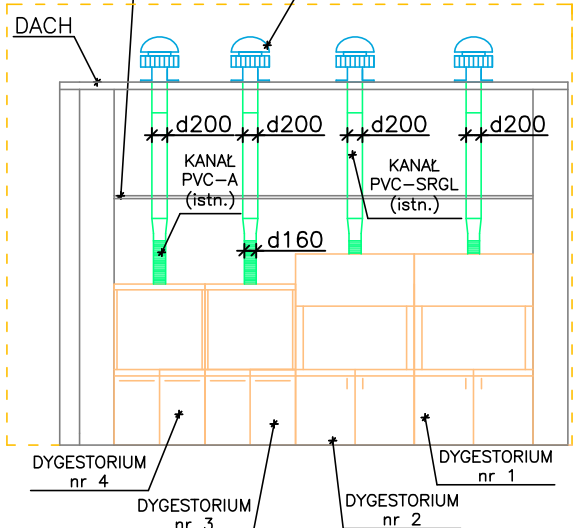 DACH
d200
d200
d200
d200
KANAŁ
PVC-A
(istn.)
KANAŁ
PVC-SRGL
(istn.)
d160
DYGESTORIUM
nr 4
DYGESTORIUM
nr 3
DYGESTORIUM
nr 2
DYGESTORIUM
nr 1